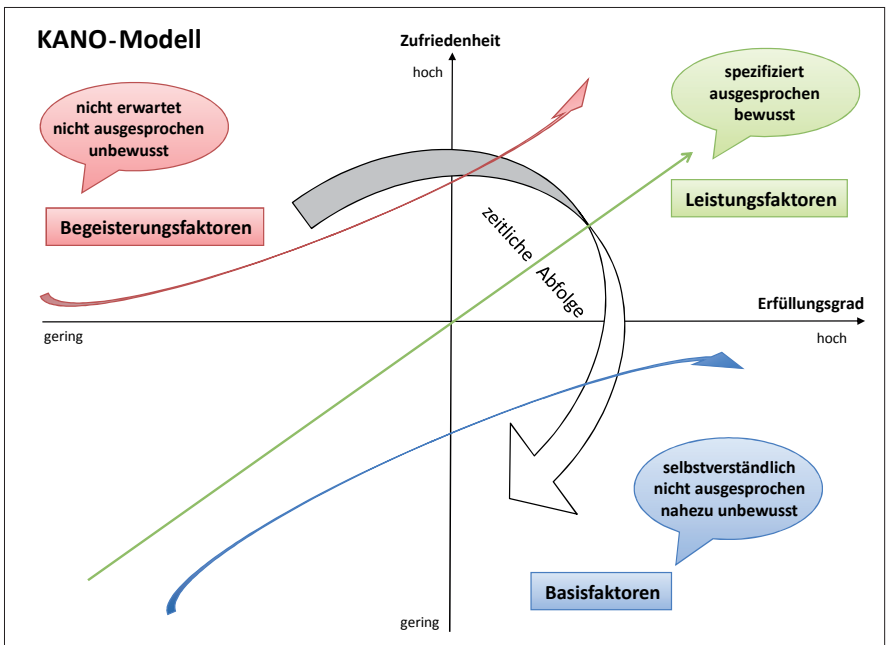 KANO-Modell
Zufriedenheit
hoch
nicht erwartet
nicht ausgesprochen
unbewusst
spezifiziert
ausgesprochen
bewusst
Begeisterungsfaktoren
Leistungsfaktoren
zeitliche Abfolge
Erfüllungsgrad
gering
hoch
selbstverständlich
nicht ausgesprochen
nahezu unbewusst
Basisfaktoren
gering